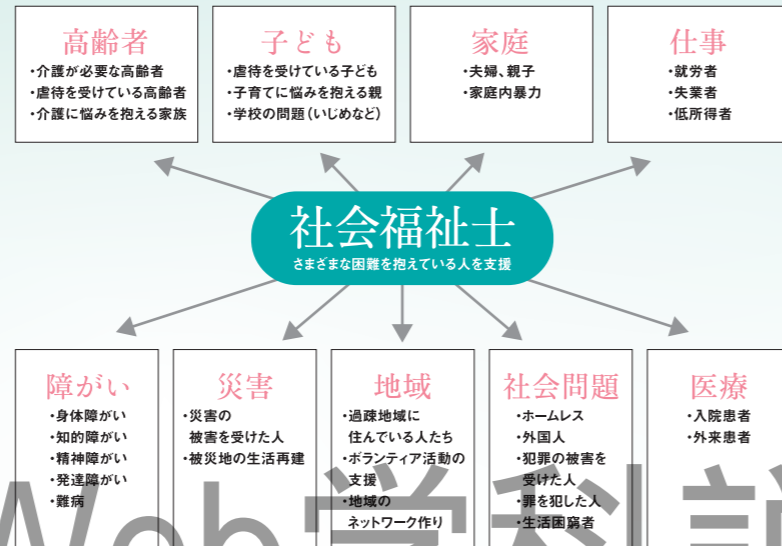 高齢者
・介護が必要な高齢者
・虐待を受けている高齢者
・介護に悩みを抱える家族
子ども
・虐待を受けている子ども
・子育てに悩みを抱える親
・学校の問題(いじめなど)
家庭
・夫婦、親子
・家庭内暴力
仕事
・就労者
・失業者
・低所得者
社会福祉士
さまざまな困難を抱えている人を支援
障がい
・身体障がい
・知的障がい
・精神障がい
・発達障がい
・難病
災害
・災害の
被害を受けた人
・被災地の生活再建
地域
・過疎地域に
住んでいる人たち
・ボランティア活動の
支援
・地域の
ネットワーク作り
社会問題
・ホームレス
・外国人
・犯罪の被害を
受けた人
・罪を犯した人
・生活困窮者
医療
・入院患者
・外来患者
Web学科説